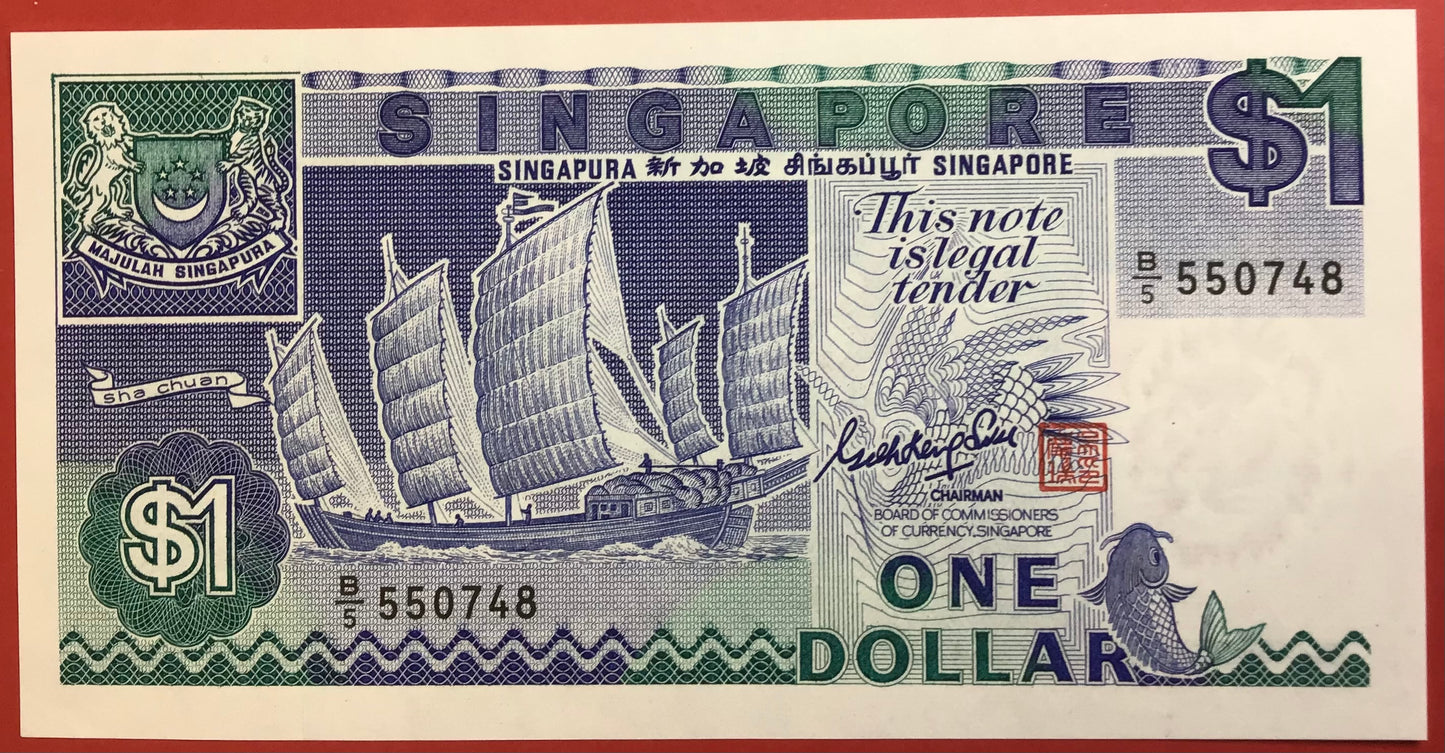 SINGAPORE
$1
SINGAPURA 新加坡 சிங்கப்பூர் SINGAPORE
MAJULAH SINGAPURA
This note
is legal
tender
B/5 550748
sha chuan
$1
CHAIRMAN
BOARD OF COMMISSIONERS
OF CURRENCY, SINGAPORE
B/5 550748
ONE
DOLLAR